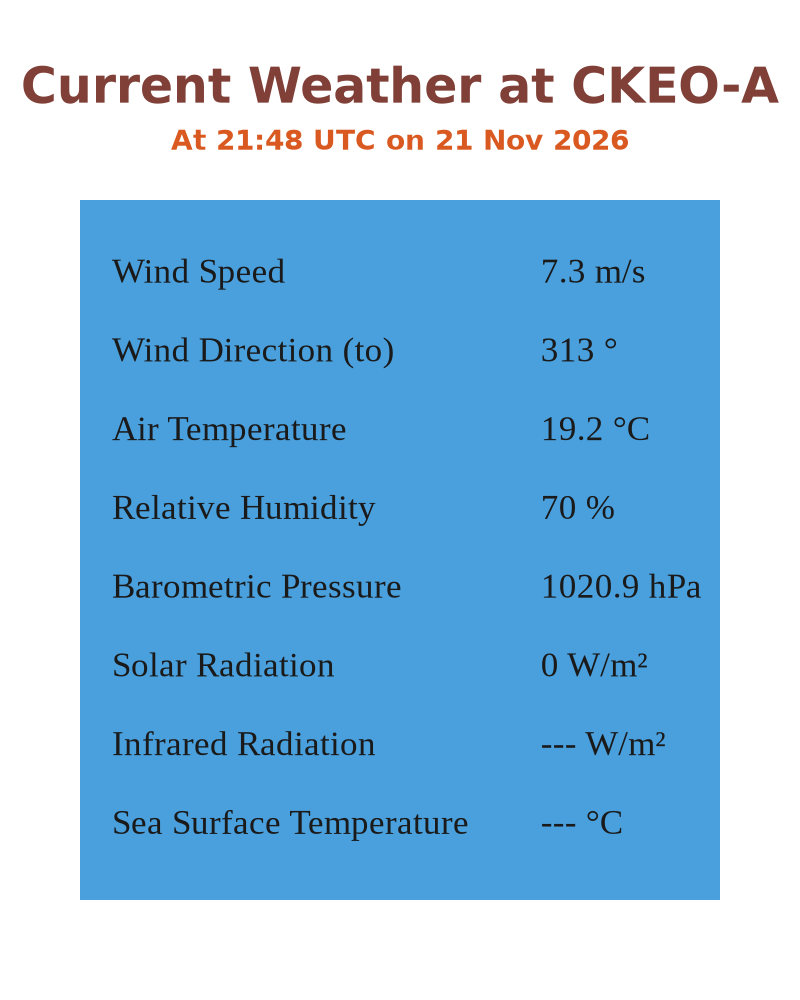 Current Weather at CKEO-A
At 21:48 UTC on 21 Nov 2026
Wind Speed 7.3 m/s
Wind Direction (to) 313 °
Air Temperature 19.2 °C
Relative Humidity 70 %
Barometric Pressure 1020.9 hPa
Solar Radiation 0 W/m²
Infrared Radiation --- W/m²
Sea Surface Temperature --- °C